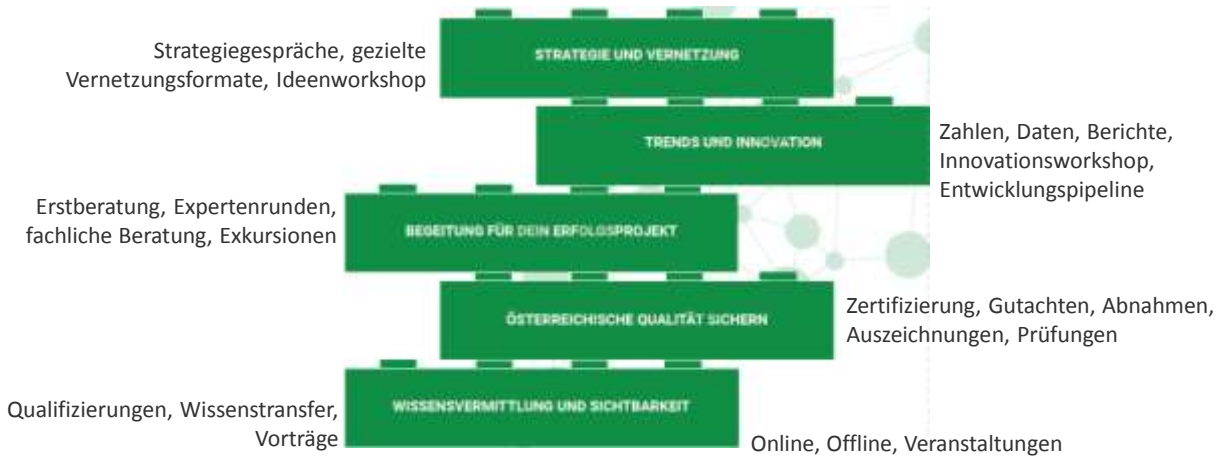 Strategiegespräche, gezielte
Vernetzungsformate, Ideenworkshop
STRATEGIE UND VERNETZUNG
TRENDS UND INNOVATION
Zahlen, Daten, Berichte,
Innovationsworkshop,
Entwicklungspipeline
Erstberatung, Expertenrunden,
fachliche Beratung, Exkursionen
BEGEITUNG FÜR DEIN ERFOLGSPROJEKT
ÖSTERREICHISCHE QUALITÄT SICHERN
Zertifizierung, Gutachten, Abnahmen,
Auszeichnungen, Prüfungen
Qualifizierungen, Wissenstransfer,
Vorträge
WISSENSVERMITTLUNG UND SICHTBARKEIT
Online, Offline, Veranstaltungen